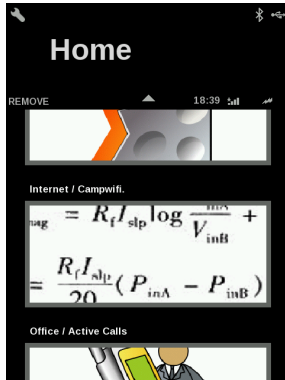 Home
REMOVE 18:39
Internet / Campwifi.
= R_f I_slp log V_inB +
= R_f I_slp / 20 ( P_inA − P_inB )
Office / Active Calls